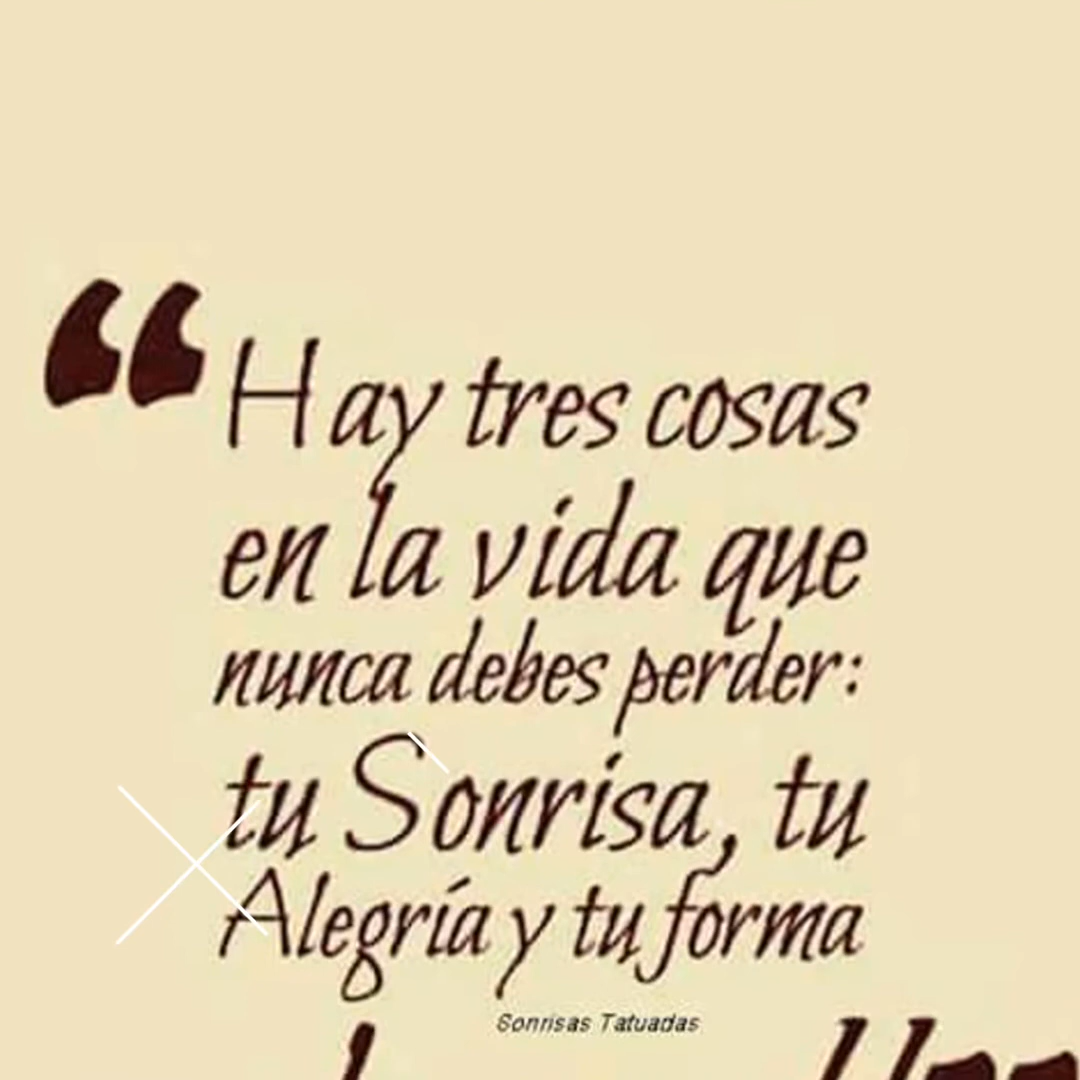 “Hay tres cosas
en la vida que
nunca debes perder:
tu Sonrisa, tu
Alegría y tu forma
Sonrisas Tatuadas